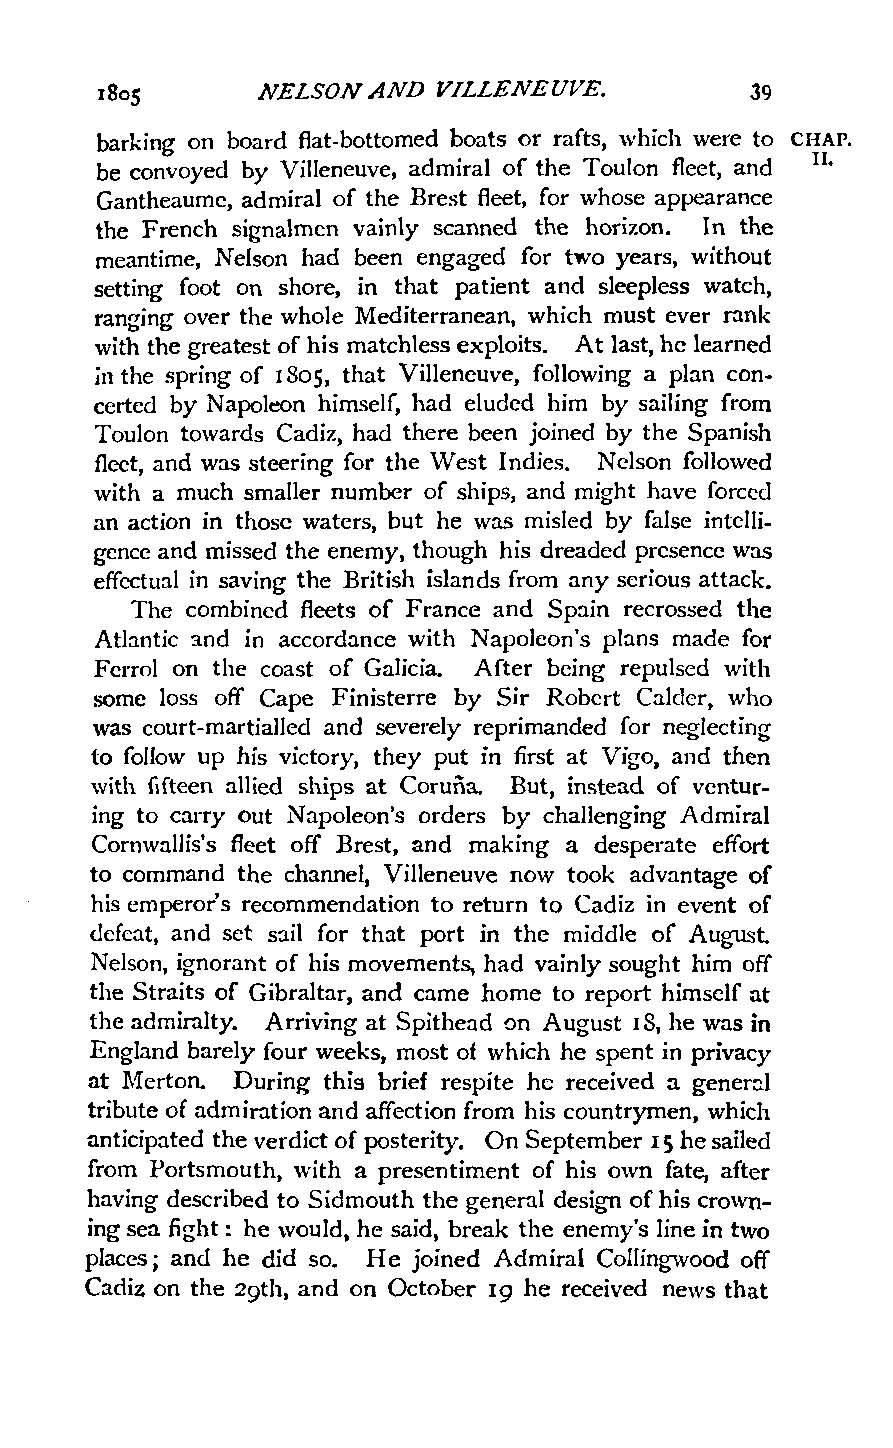 1805 NELSON AND VILLENEUVE. 39
barking on board flat-bottomed boats or rafts, which were to CHAP.
be convoyed by Villeneuve, admiral of the Toulon fleet, and II.
Gantheaume, admiral of the Brest fleet, for whose appearance
the French signalmen vainly scanned the horizon. In the
meantime, Nelson had been engaged for two years, without
setting foot on shore, in that patient and sleepless watch,
ranging over the whole Mediterranean, which must ever rank
with the greatest of his matchless exploits. At last, he learned
in the spring of 1805, that Villeneuve, following a plan con-
certed by Napoleon himself, had eluded him by sailing from
Toulon towards Cadiz, had there been joined by the Spanish
fleet, and was steering for the West Indies. Nelson followed
with a much smaller number of ships, and might have forced
an action in those waters, but he was misled by false intelli-
gence and missed the enemy, though his dreaded presence was
effectual in saving the British islands from any serious attack.
The combined fleets of France and Spain recrossed the
Atlantic and in accordance with Napoleon's plans made for
Ferrol on the coast of Galicia. After being repulsed with
some loss off Cape Finisterre by Sir Robert Calder, who
was court-martialled and severely reprimanded for neglecting
to follow up his victory, they put in first at Vigo, and then
with fifteen allied ships at Coruña. But, instead of ventur-
ing to carry out Napoleon's orders by challenging Admiral
Cornwallis's fleet off Brest, and making a desperate effort
to command the channel, Villeneuve now took advantage of
his emperor's recommendation to return to Cadiz in event of
defeat, and set sail for that port in the middle of August.
Nelson, ignorant of his movements, had vainly sought him off
the Straits of Gibraltar, and came home to report himself at
the admiralty. Arriving at Spithead on August 18, he was in
England barely four weeks, most of which he spent in privacy
at Merton. During this brief respite he received a general
tribute of admiration and affection from his countrymen, which
anticipated the verdict of posterity. On September 15 he sailed
from Portsmouth, with a presentiment of his own fate, after
having described to Sidmouth the general design of his crown-
ing sea fight: he would, he said, break the enemy's line in two
places; and he did so. He joined Admiral Collingwood off
Cadiz on the 29th, and on October 19 he received news that